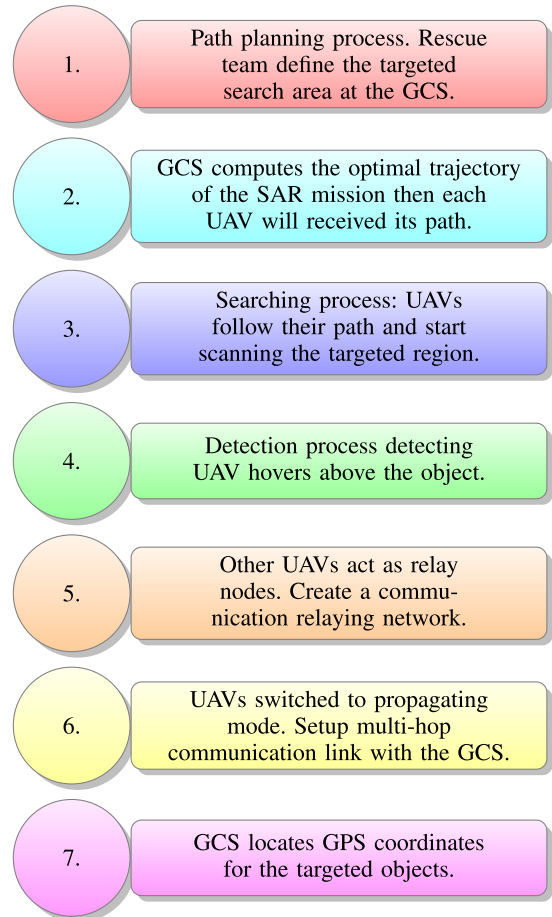 1.
Path planning process. Rescue
team define the targeted
search area at the GCS.
2.
GCS computes the optimal trajectory
of the SAR mission then each
UAV will received its path.
3.
Searching process: UAVs
follow their path and start
scanning the targeted region.
4.
Detection process detecting
UAV hovers above the object.
5.
Other UAVs act as relay
nodes. Create a commu-
nication relaying network.
6.
UAVs switched to propagating
mode. Setup multi-hop
communication link with the GCS.
7.
GCS locates GPS coordinates
for the targeted objects.